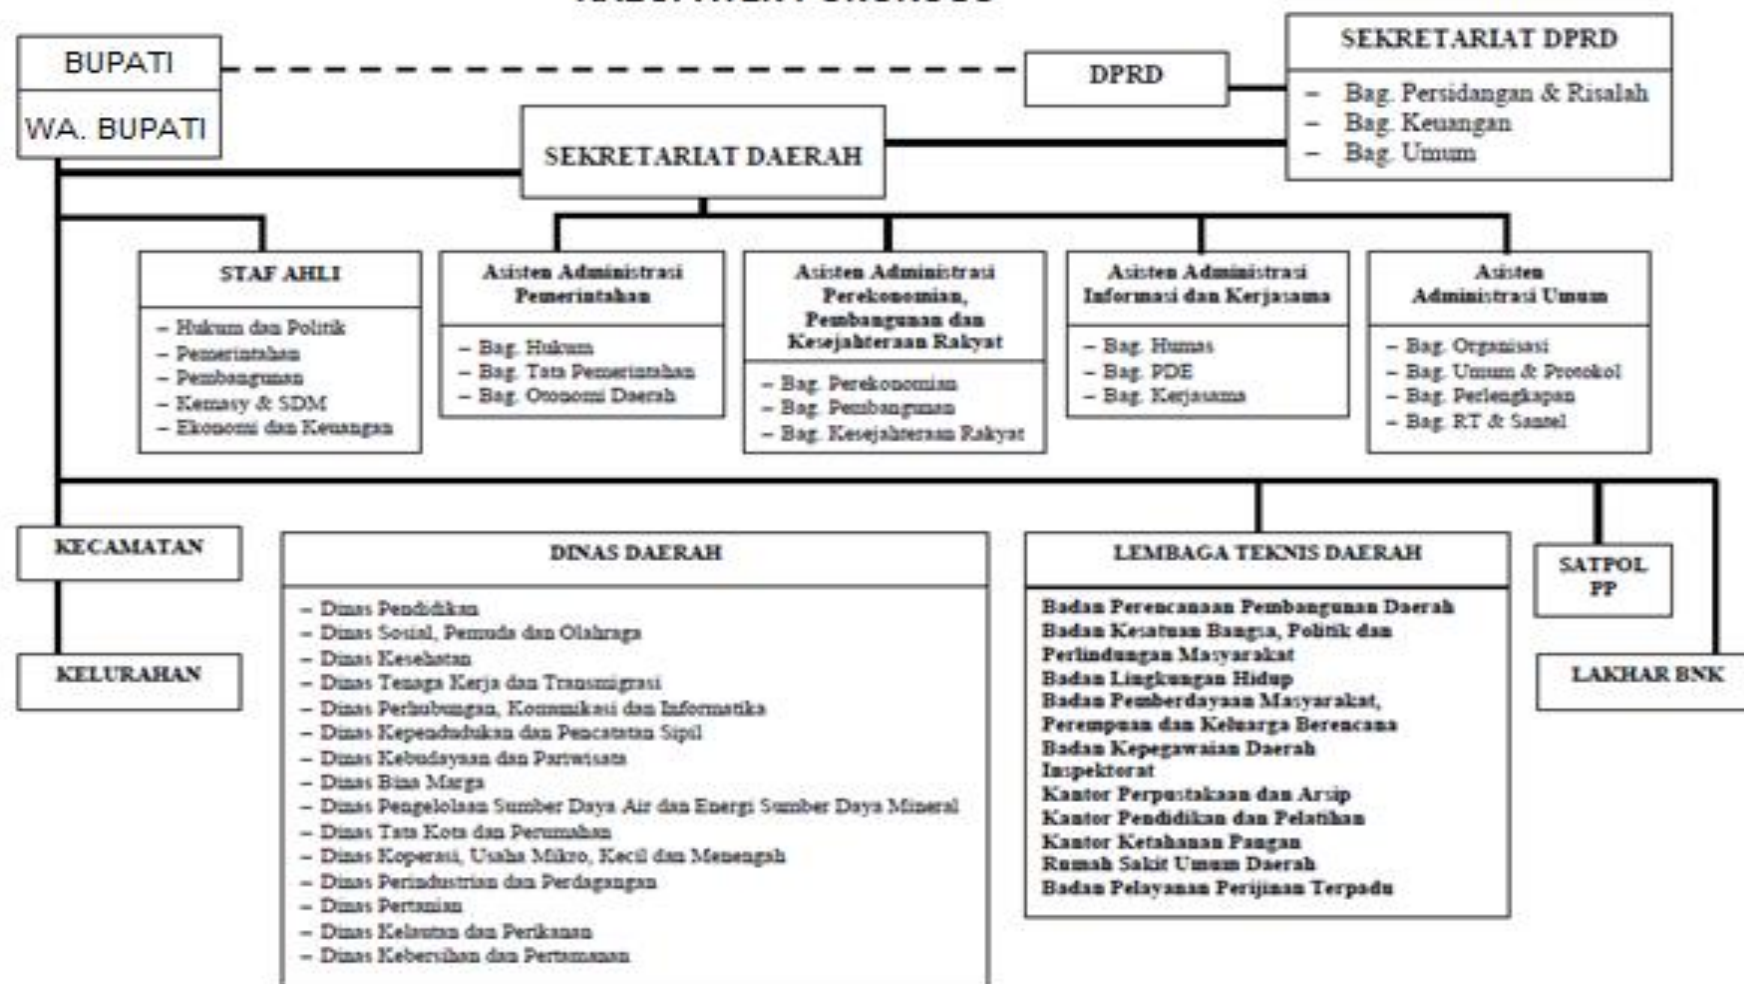 BUPATI
WA. BUPATI
DPRD
SEKRETARIAT DPRD
– Bag. Persidangan & Risalah
– Bag. Keuangan
– Bag. Umum
SEKRETARIAT DAERAH
STAF AHLI
– Hukum dan Politik
– Pemerintahan
– Pembangunan
– Kemasy & SDM
– Ekonomi dan Keuangan
Asisten Administrasi
Pemerintahan
– Bag. Hukum
– Bag. Tata Pemerintahan
– Bag. Otonomi Daerah
Asisten Administrasi
Perekonomian,
Pembangunan dan
Kesejahteraan Rakyat
– Bag. Perekonomian
– Bag. Pembangunan
– Bag. Kesejahteraan Rakyat
Asisten Administrasi
Informasi dan Kerjasama
– Bag. Humas
– Bag. PDE
– Bag. Kerjasama
Asisten
Administrasi Umum
– Bag. Organisasi
– Bag. Umum & Protokol
– Bag. Perlengkapan
– Bag. RT & Santel
KECAMATAN
KELURAHAN
DINAS DAERAH
– Dinas Pendidikan
– Dinas Sosial, Pemuda dan Olahraga
– Dinas Kesehatan
– Dinas Tenaga Kerja dan Transmigrasi
– Dinas Perhubungan, Komunikasi dan Informatika
– Dinas Kependudukan dan Pencatatan Sipil
– Dinas Kebudayaan dan Pariwisata
– Dinas Bina Marga
– Dinas Pengelolaan Sumber Daya Air dan Energi Sumber Daya Mineral
– Dinas Tata Kota dan Perumahan
– Dinas Koperasi, Usaha Mikro, Kecil dan Menengah
– Dinas Perindustrian dan Perdagangan
– Dinas Pertanian
– Dinas Kelautan dan Perikanan
– Dinas Kebersihan dan Pertamanan
LEMBAGA TEKNIS DAERAH
Badan Perencanaan Pembangunan Daerah
Badan Kesatuan Bangsa, Politik dan
Perlindungan Masyarakat
Badan Lingkungan Hidup
Badan Pemberdayaan Masyarakat,
Perempuan dan Keluarga Berencana
Badan Kepegawaian Daerah
Inspektorat
Kantor Perpustakaan dan Arsip
Kantor Pendidikan dan Pelatihan
Kantor Ketahanan Pangan
Rumah Sakit Umum Daerah
Badan Pelayanan Perijinan Terpadu
SATPOL
PP
LAKHAR BNK